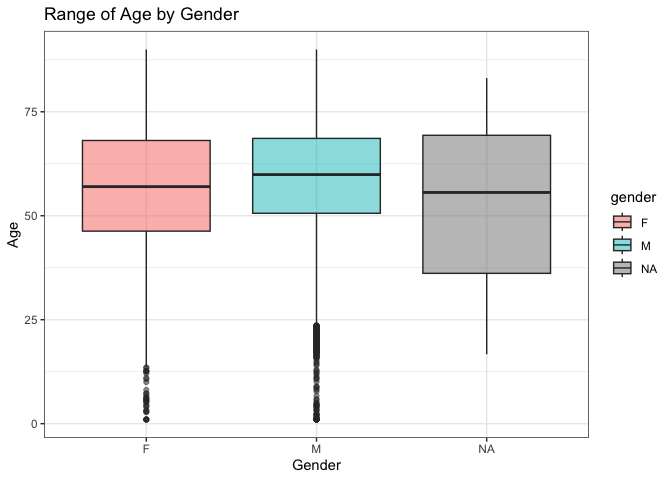 Range of Age by Gender
75
50
25
0
Age
F
M
NA
Gender
gender
F
M
NA